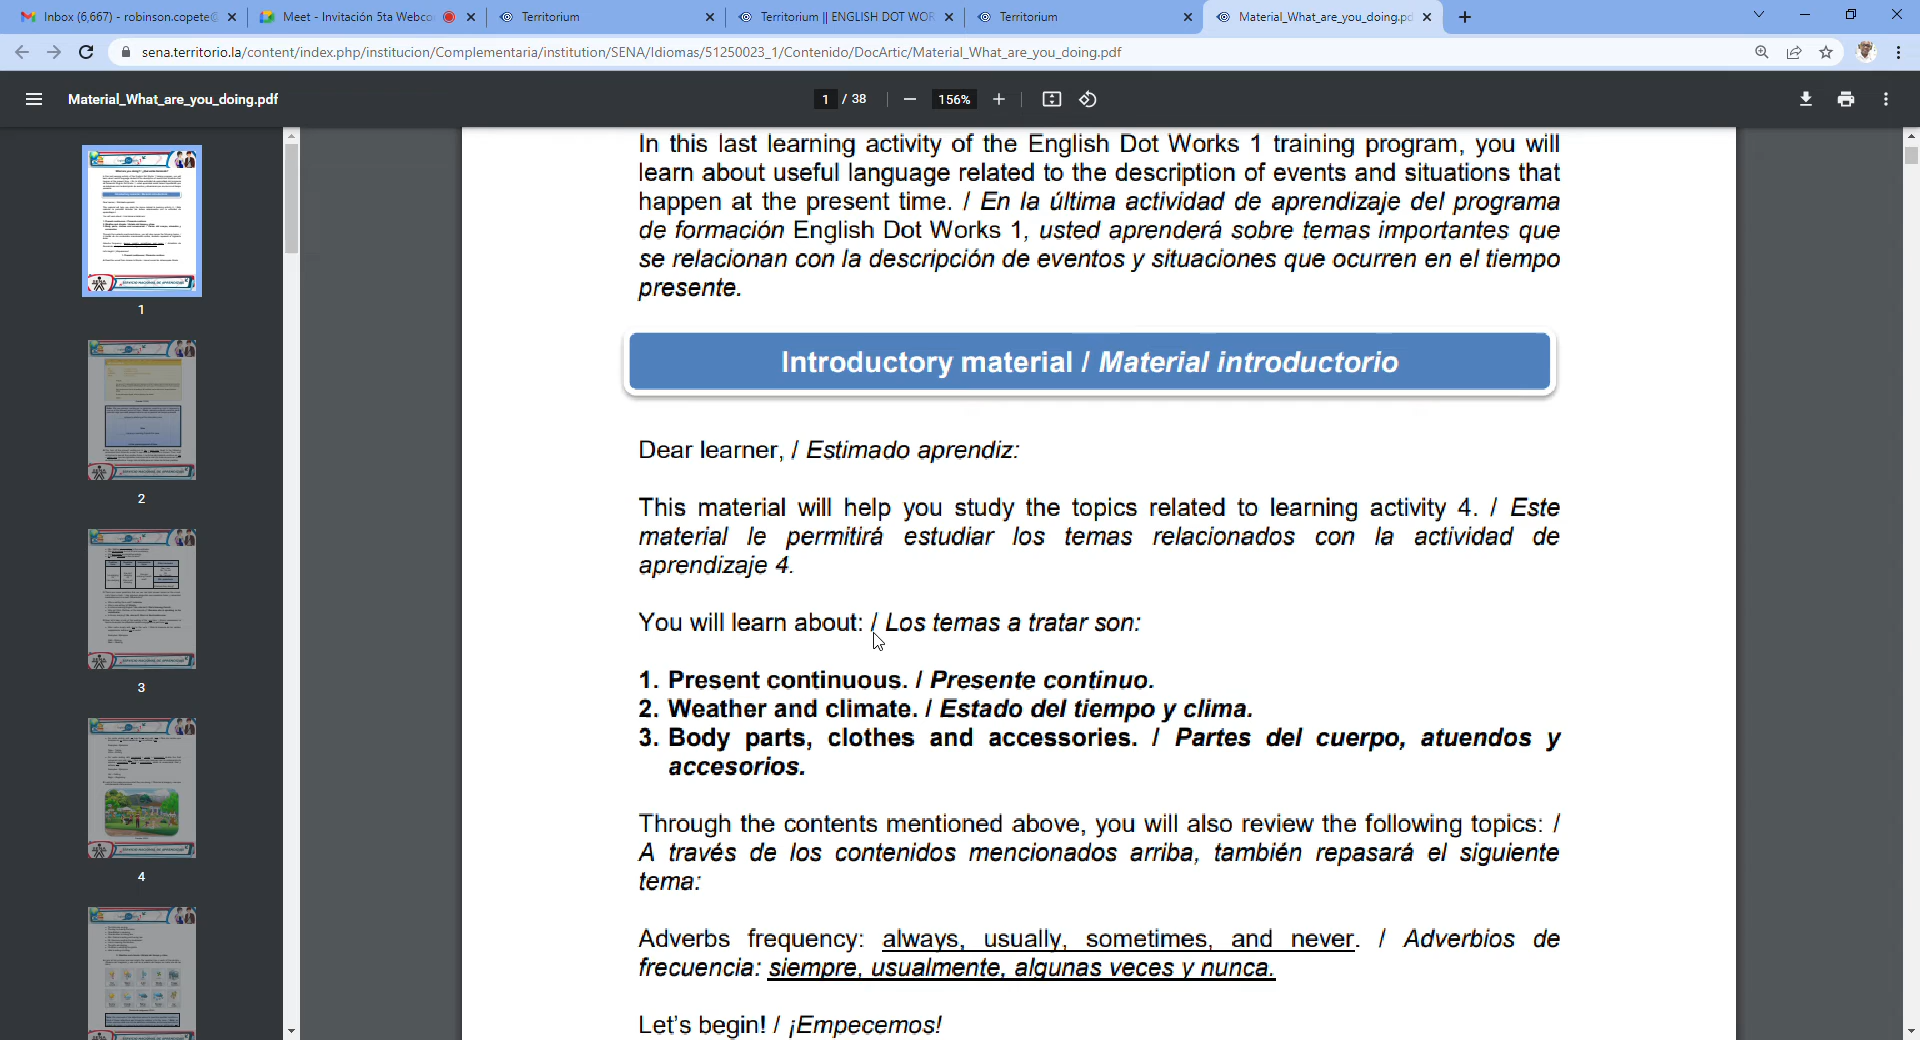 Inbox (6,667) - robinson.copete@
Meet - Invitación 5ta Webco
Territorium
Territorium || ENGLISH DOT WOR
Territorium
Material_What_are_you_doing.pd
sena.territorio.la/content/index.php/institucion/Complementaria/institution/SENA/Idiomas/51250023_1/Contenido/DocArtic/Material_What_are_you_doing.pdf
Material_What_are_you_doing.pdf
1 / 38
156%
1
2
3
4
In this last learning activity of the English Dot Works 1 training program, you will
learn about useful language related to the description of events and situations that
happen at the present time. / En la última actividad de aprendizaje del programa
de formación English Dot Works 1, usted aprenderá sobre temas importantes que
se relacionan con la descripción de eventos y situaciones que ocurren en el tiempo
presente.
Introductory material / Material introductorio
Dear learner, / Estimado aprendiz:
This material will help you study the topics related to learning activity 4. / Este
material le permitirá estudiar los temas relacionados con la actividad de
aprendizaje 4.
You will learn about: / Los temas a tratar son:
1. Present continuous. / Presente continuo.
2. Weather and climate. / Estado del tiempo y clima.
3. Body parts, clothes and accessories. / Partes del cuerpo, atuendos y
accesorios.
Through the contents mentioned above, you will also review the following topics: /
A través de los contenidos mencionados arriba, también repasará el siguiente
tema:
Adverbs frequency: always, usually, sometimes, and never. / Adverbios de
frecuencia: siempre, usualmente, algunas veces y nunca.
Let's begin! / ¡Empecemos!